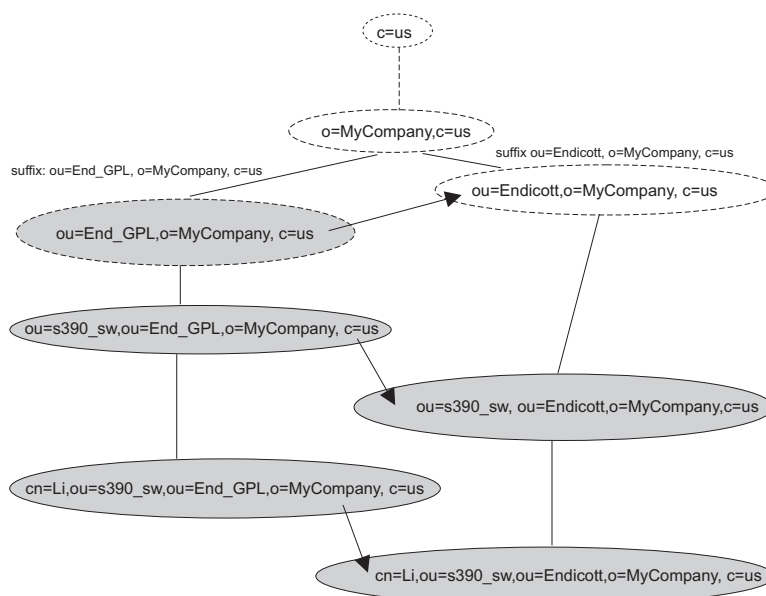 c=us
o=MyCompany,c=us
suffix: ou=End_GPL, o=MyCompany, c=us
suffix ou=Endicott, o=MyCompany, c=us
ou=Endicott,o=MyCompany, c=us
ou=End_GPL,o=MyCompany, c=us
ou=s390_sw,ou=End_GPL,o=MyCompany, c=us
ou=s390_sw, ou=Endicott,o=MyCompany,c=us
cn=Li,ou=s390_sw,ou=End_GPL,o=MyCompany, c=us
cn=Li,ou=s390_sw,ou=Endicott,o=MyCompany, c=us